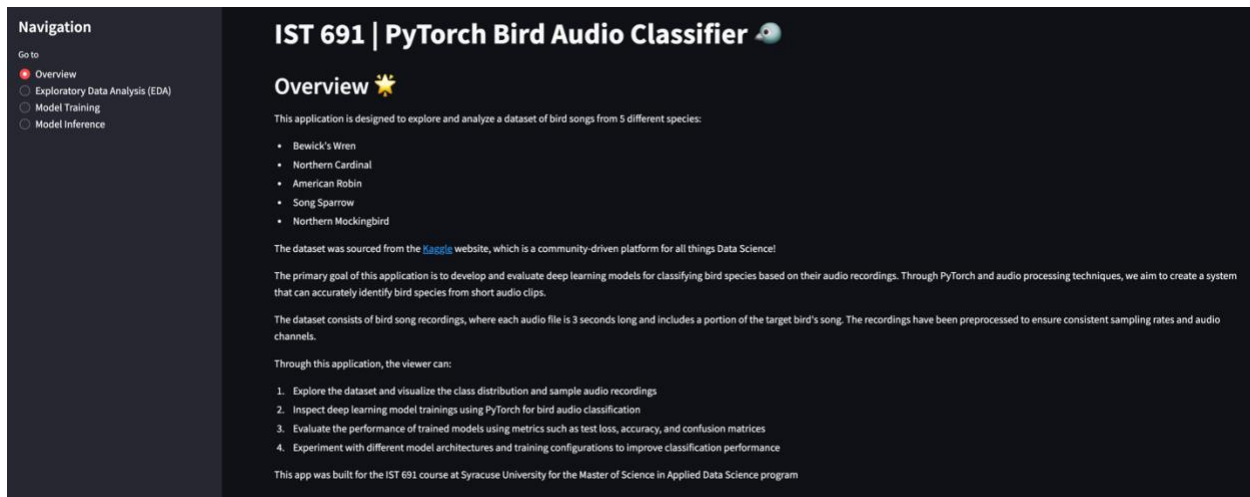 Navigation
Go to
Overview
Exploratory Data Analysis (EDA)
Model Training
Model Inference
IST 691 | PyTorch Bird Audio Classifier
Overview
This application is designed to explore and analyze a dataset of bird songs from 5 different species:
Bewick's Wren
Northern Cardinal
American Robin
Song Sparrow
Northern Mockingbird
The dataset was sourced from the Kaggle website, which is a community-driven platform for all things Data Science!
The primary goal of this application is to develop and evaluate deep learning models for classifying bird species based on their audio recordings. Through PyTorch and audio processing techniques, we aim to create a system
that can accurately identify bird species from short audio clips.
The dataset consists of bird song recordings, where each audio file is 3 seconds long and includes a portion of the target bird's song. The recordings have been preprocessed to ensure consistent sampling rates and audio
channels.
Through this application, the viewer can:
1. Explore the dataset and visualize the class distribution and sample audio recordings
2. Inspect deep learning model trainings using PyTorch for bird audio classification
3. Evaluate the performance of trained models using metrics such as test loss, accuracy, and confusion matrices
4. Experiment with different model architectures and training configurations to improve classification performance
This app was built for the IST 691 course at Syracuse University for the Master of Science in Applied Data Science program